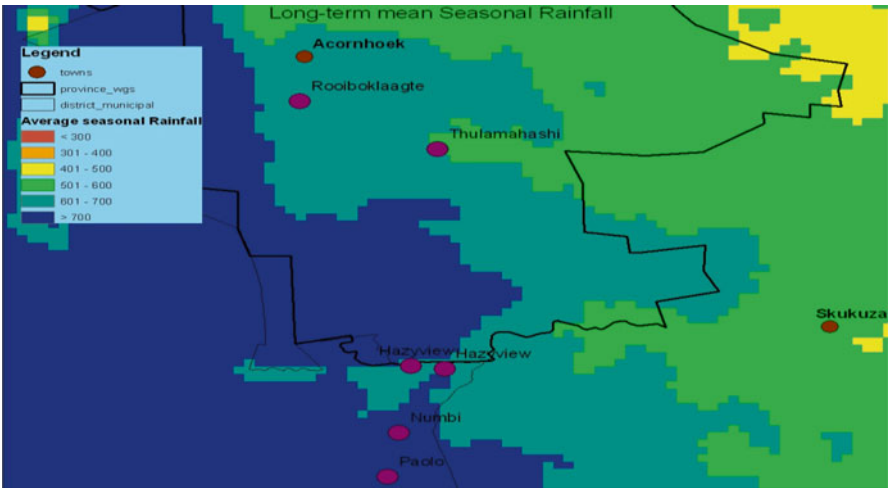 Long-term mean Seasonal Rainfall
Legend
towns
province_wgs
district_municipal
Average seasonal Rainfall
< 300
301 - 400
401 - 500
501 - 600
601 - 700
> 700
Acornhoek
Rooiboklaagte
Thulamahashi
Skukuza
Hazyview
Hazyview
Numbi
Paolo